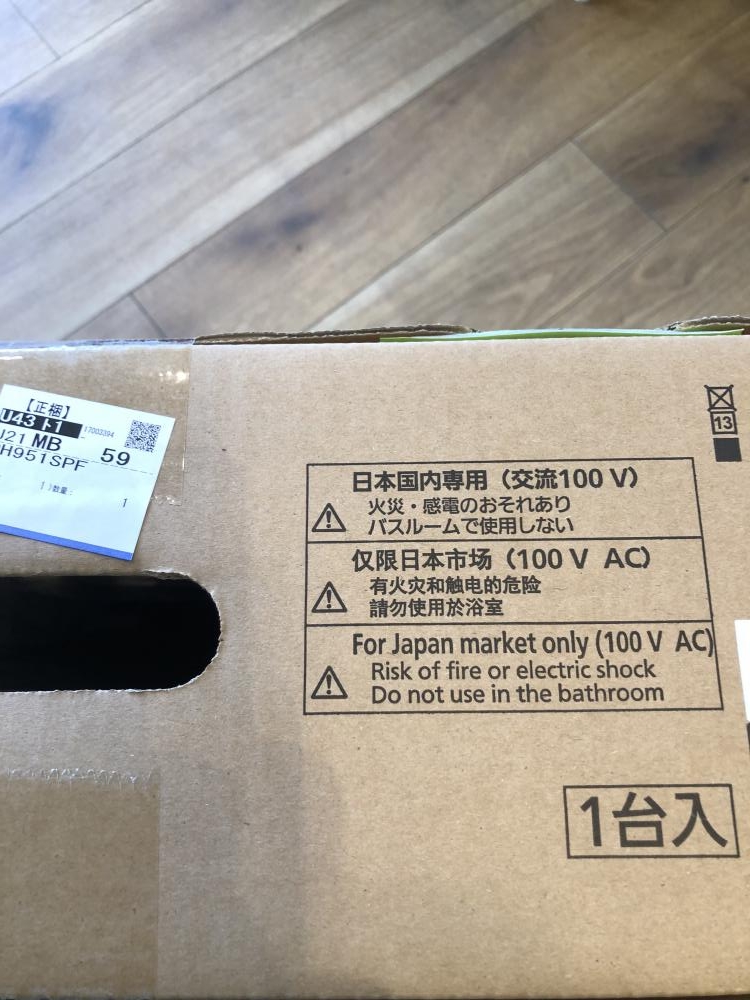 【正梱】
U43 ト1
17003394
J21 MB
59
H951SPF
数量:
1
13
日本国内専用（交流100 V）
火災・感電のおそれあり
バスルームで使用しない
仅限日本市场（100 V AC）
有火灾和触电的危险
請勿使用於浴室
For Japan market only (100 V AC)
Risk of fire or electric shock
Do not use in the bathroom
1台入